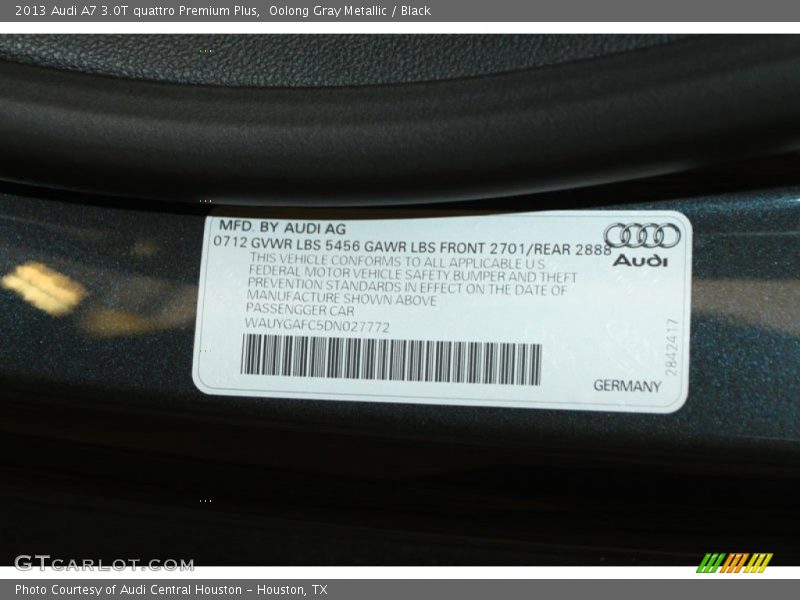 2013 Audi A7 3.0T quattro Premium Plus,  Oolong Gray Metallic / Black
MFD. BY AUDI AG
0712 GVWR LBS 5456 GAWR LBS FRONT 2701/REAR 2888
THIS VEHICLE CONFORMS TO ALL APPLICABLE U S
FEDERAL MOTOR VEHICLE SAFETY BUMPER AND THEFT
PREVENTION STANDARDS IN EFFECT ON THE DATE OF
MANUFACTURE SHOWN ABOVE
PASSENGGER CAR
WAUYGAFC5DN027772
Audi
2842417
GERMANY
GTCARLOT.COM
Photo Courtesy of Audi Central Houston - Houston, TX